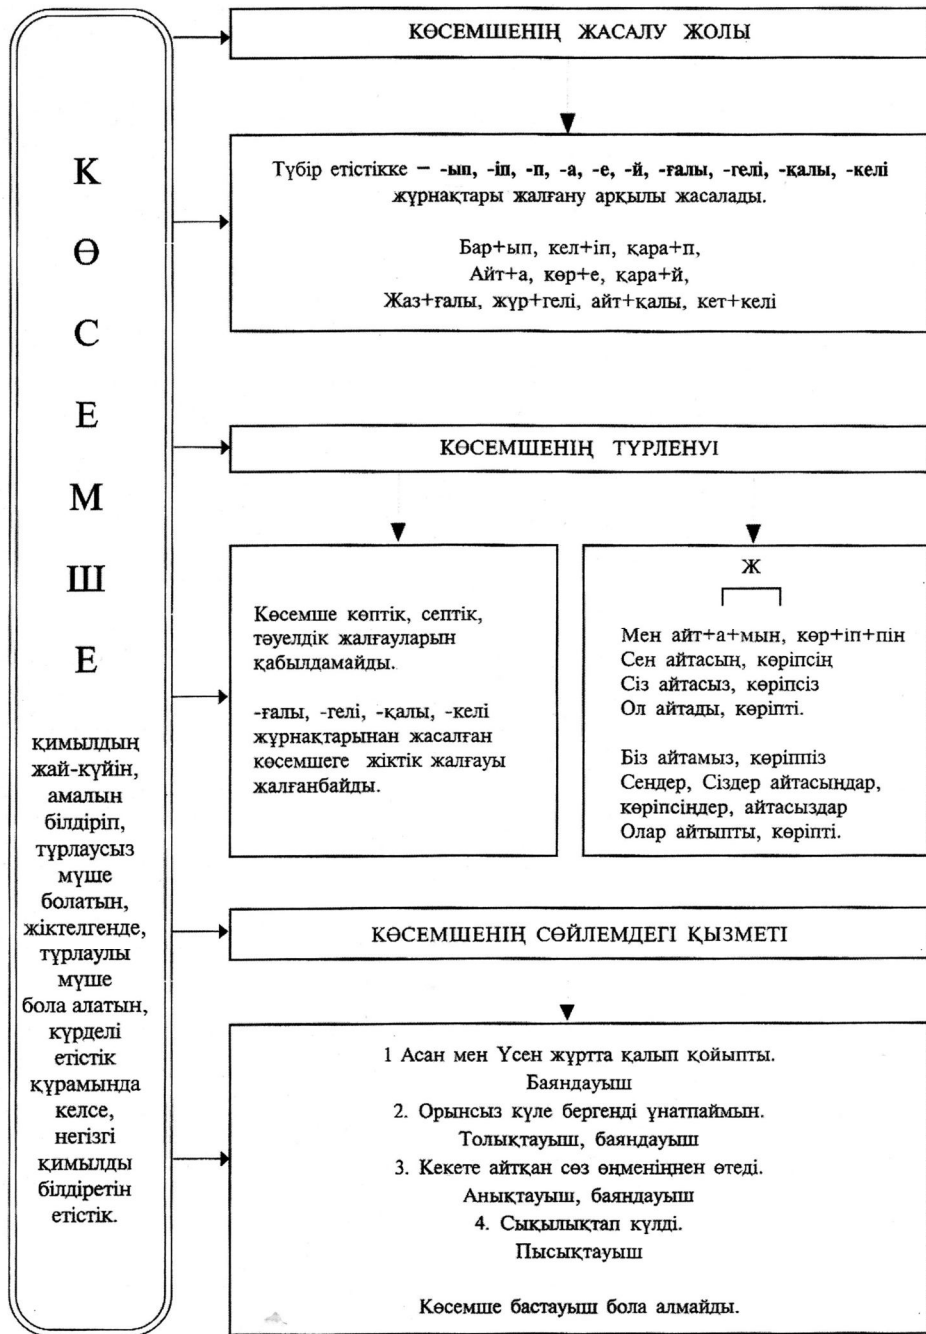 К
Ө
С
Е
М
Ш
Е
қимылдың
жай-күйін,
амалын
білдіріп,
тұрлаусыз
мүше
болатын,
жіктелгенде,
тұрлаулы
мүше
бола алатын,
күрделі
етістік
құрамында
келсе,
негізгі
қимылды
білдіретін
етістік.
КӨСЕМШЕНІҢ ЖАСАЛУ ЖОЛЫ
Түбір етістікке – -ып, -іп, -п, -а, -е, -й, -ғалы, -гелі, -қалы, -келі
жұрнақтары жалғану арқылы жасалады.
Бар+ып, кел+іп, қара+п,
Айт+а, көр+е, қара+й,
Жаз+ғалы, жүр+гелі, айт+қалы, кет+келі
КӨСЕМШЕНІҢ ТҮРЛЕНУІ
Көсемше көптік, септік,
тәуелдік жалғауларын
қабылдамайды.
-ғалы, -гелі, -қалы, -келі
жұрнақтарынан жасалған
көсемшеге жіктік жалғауы
жалғанбайды.
Ж
Мен айт+а+мын, көр+іп+пін
Сен айтасың, көріпсің
Сіз айтасыз, көріпсіз
Ол айтады, көріпті.
Біз айтамыз, көріппіз
Сендер, Сіздер айтасыңдар,
көріпсіңдер, айтасыздар
Олар айтыпты, көріпті.
КӨСЕМШЕНІҢ СӨЙЛЕМДЕГІ ҚЫЗМЕТІ
1 Асан мен Үсен жұртта қалып қойыпты.
Баяндауыш
2. Орынсыз күле бергенді ұнатпаймын.
Толықтауыш, баяндауыш
3. Кекете айтқан сөз өңменіңнен өтеді.
Анықтауыш, баяндауыш
4. Сықылықтап күлді.
Пысықтауыш
Көсемше бастауыш бола алмайды.